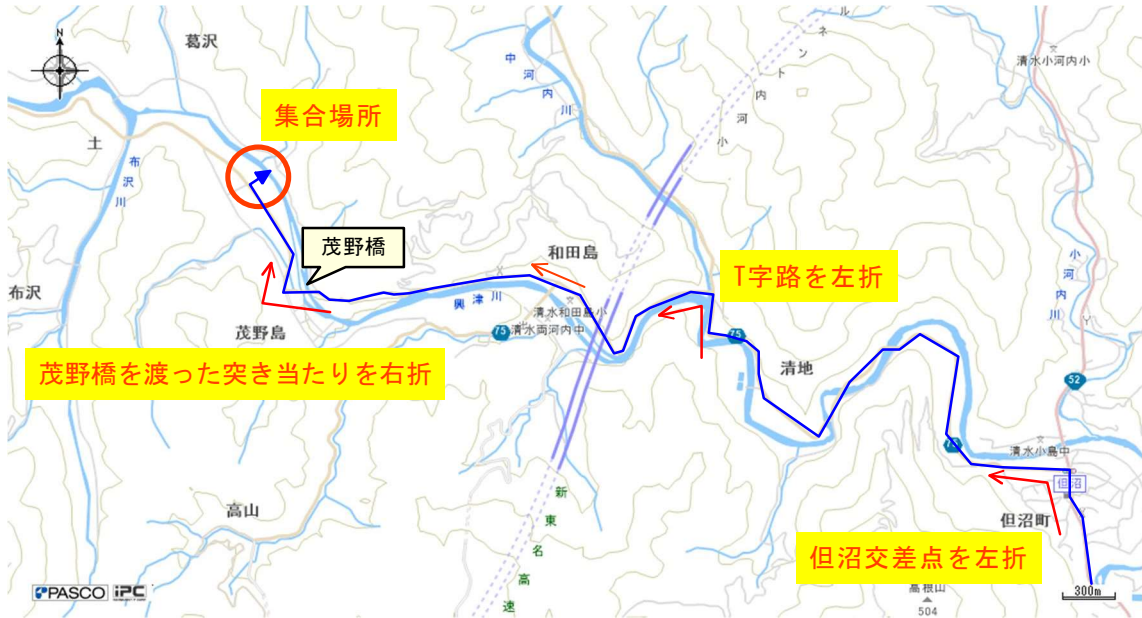 N
葛沢
中河内川
ネルント内河小
清水小河内小
集合場所
土
布沢川
茂野橋
和田島
T字路を左折
小河内川
布沢
興津川
清水和田島小
75
清水両河内中
75
茂野島
清地
52
茂野橋を渡った突き当たりを右折
清水小島中
75
但沼
高山
新東名高速
但沼町
但沼交差点を左折
高根山
504
300m
PASCO iPC